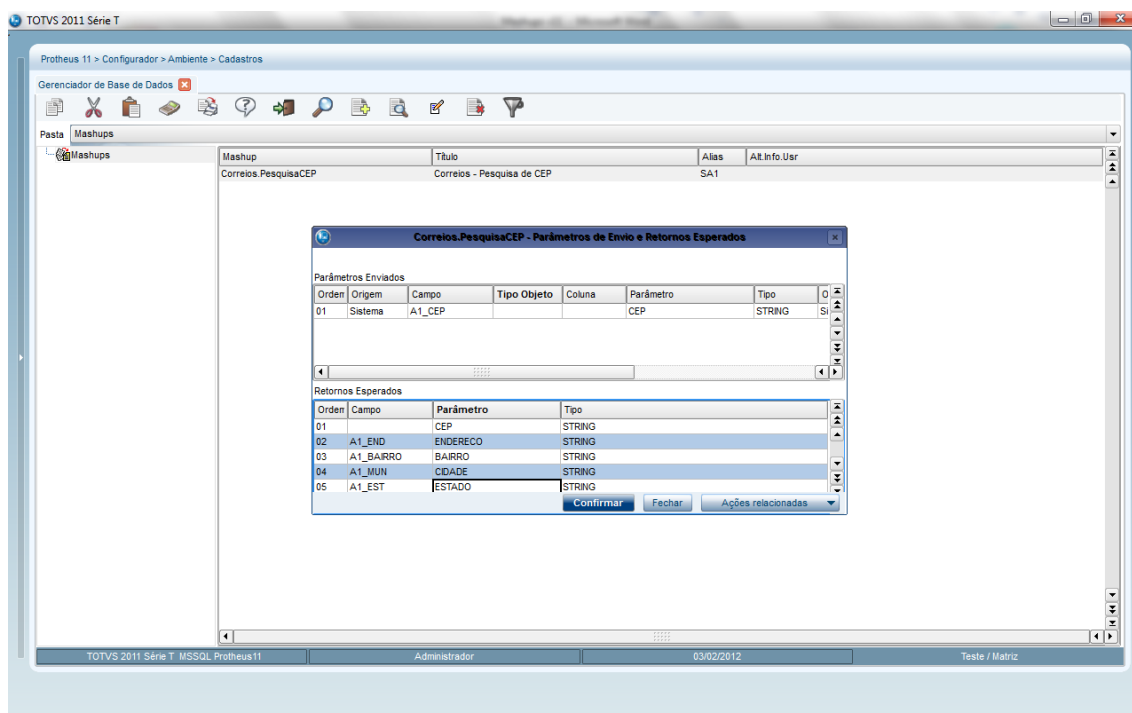 TOTVS 2011 Série T
Protheus 11 > Configurador > Ambiente > Cadastros
Gerenciador de Base de Dados
Pasta Mashups
Mashups
Mashup Título Alias Alt.Info.Usr
Correios.PesquisaCEP Correios - Pesquisa de CEP SA1
Correios.PesquisaCEP - Parâmetros de Envio e Retornos Esperados
Parâmetros Enviados
Ordem Origem Campo Tipo Objeto Coluna Parâmetro Tipo O
01 Sistema A1_CEP CEP STRING Si
Retornos Esperados
Ordem Campo Parâmetro Tipo
01 CEP STRING
02 A1_END ENDERECO STRING
03 A1_BAIRRO BAIRRO STRING
04 A1_MUN CIDADE STRING
05 A1_EST ESTADO STRING
Confirmar Fechar Ações relacionadas
TOTVS 2011 Série T MSSQL Protheus11 Administrador 03/02/2012 Teste / Matriz